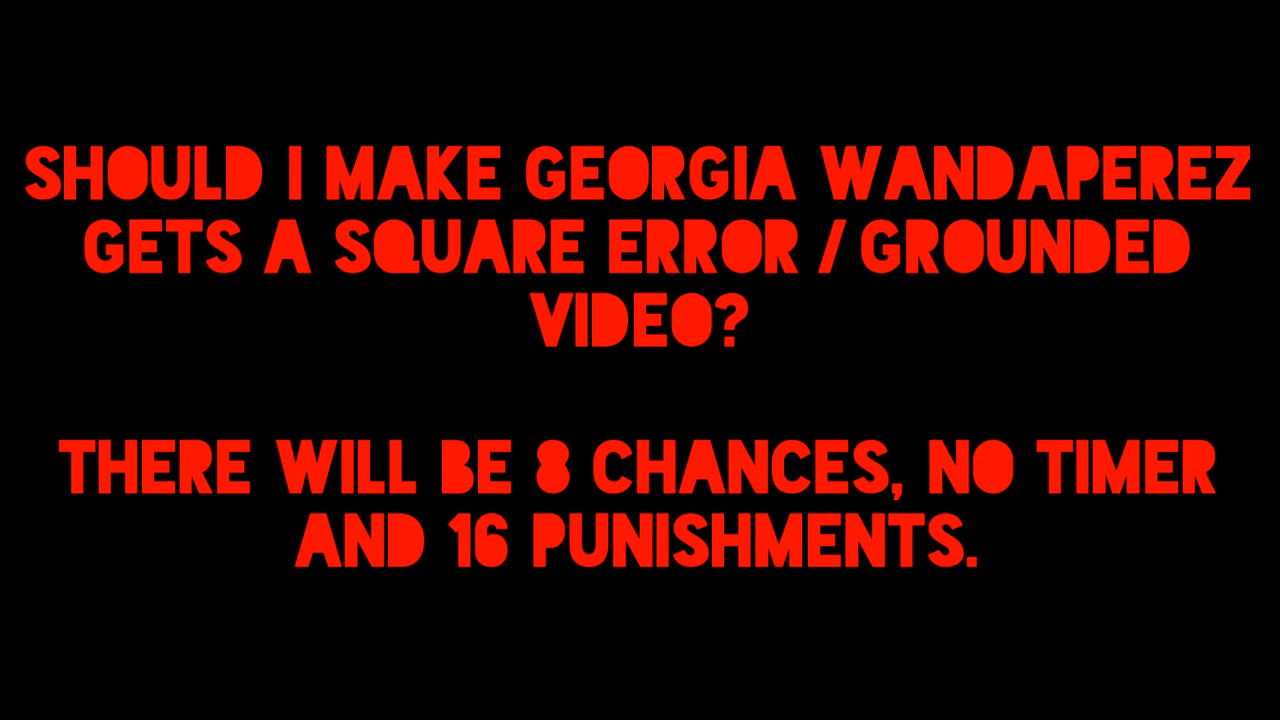 SHOULD I MAKE GEORGIA WANDAPEREZ
GETS A SQUARE ERROR / GROUNDED
VIDEO?
THERE WILL BE 8 CHANCES, NO TIMER
AND 16 PUNISHMENTS.